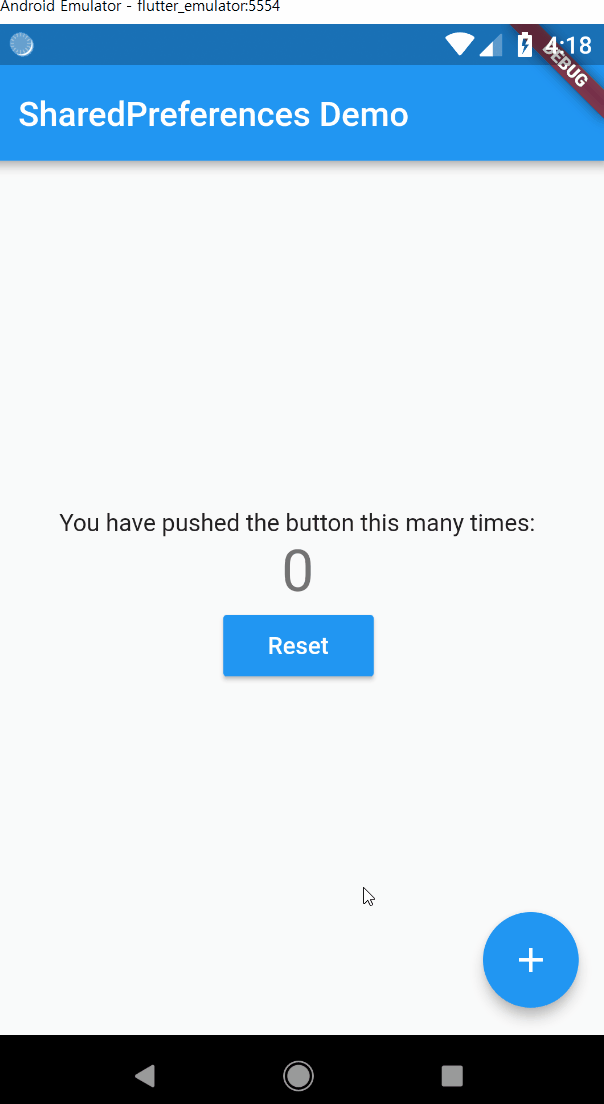 Android Emulator - flutter_emulator:5554
4:18
DEBUG
SharedPreferences Demo
You have pushed the button this many times:
0
Reset
+